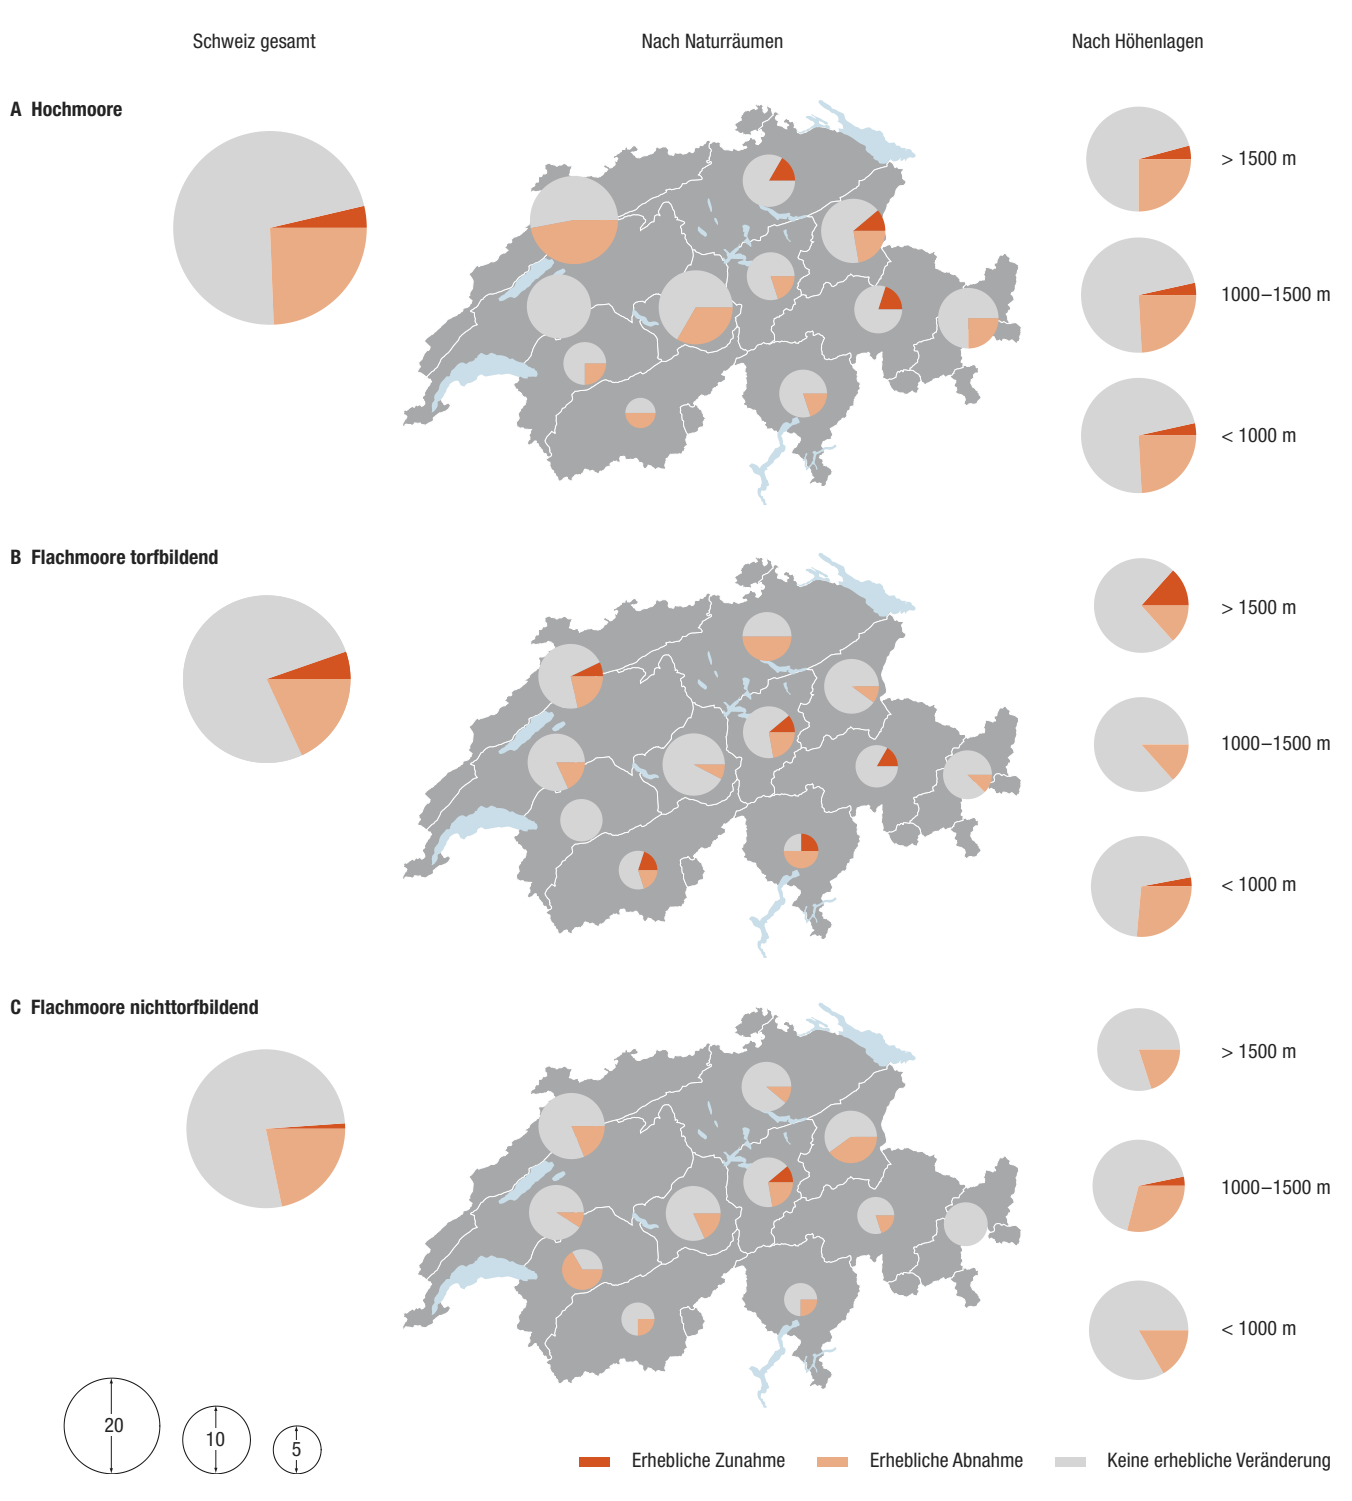 Schweiz gesamt
Nach Naturräumen
Nach Höhenlagen
A Hochmoore
> 1500 m
1000–1500 m
< 1000 m
B Flachmoore torfbildend
> 1500 m
1000–1500 m
< 1000 m
C Flachmoore nichttorfbildend
> 1500 m
1000–1500 m
< 1000 m
20
10
5
Erhebliche Zunahme
Erhebliche Abnahme
Keine erhebliche Veränderung